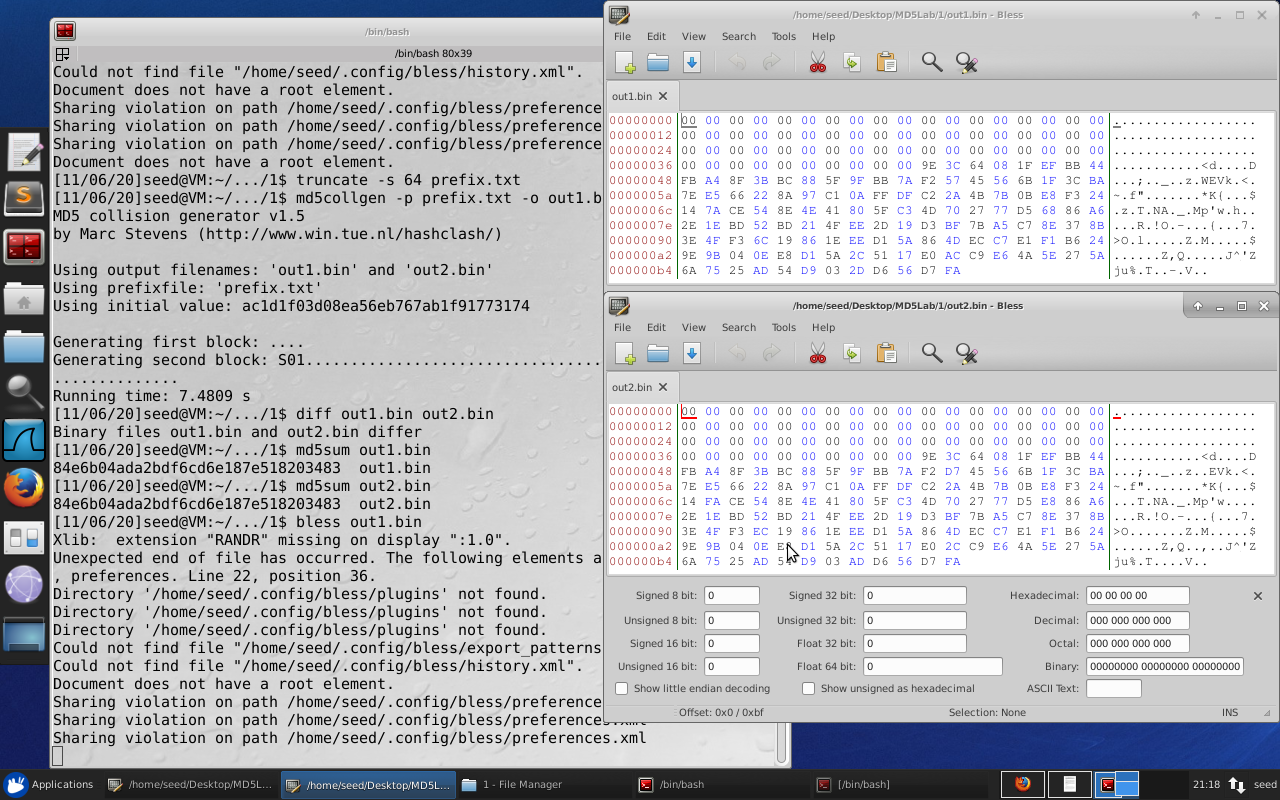 /bin/bash
/bin/bash 80x39
Could not find file "/home/seed/.config/bless/history.xml".
Document does not have a root element.
Sharing violation on path /home/seed/.config/bless/preference
Sharing violation on path /home/seed/.config/bless/preference
Sharing violation on path /home/seed/.config/bless/preference
Document does not have a root element.
[11/06/20]seed@VM:~/.../1$ truncate -s 64 prefix.txt
[11/06/20]seed@VM:~/.../1$ md5collgen -p prefix.txt -o out1.b
MD5 collision generator v1.5
by Marc Stevens (http://www.win.tue.nl/hashclash/)
Using output filenames: 'out1.bin' and 'out2.bin'
Using prefixfile: 'prefix.txt'
Using initial value: ac1d1f03d08ea56eb767ab1f91773174
Generating first block: ....
Generating second block: S01.................................
..............
Running time: 7.4809 s
[11/06/20]seed@VM:~/.../1$ diff out1.bin out2.bin
Binary files out1.bin and out2.bin differ
[11/06/20]seed@VM:~/.../1$ md5sum out1.bin
84e6b04ada2bdf6cd6e187e518203483  out1.bin
[11/06/20]seed@VM:~/.../1$ md5sum out2.bin
84e6b04ada2bdf6cd6e187e518203483  out2.bin
[11/06/20]seed@VM:~/.../1$ bless out1.bin
Xlib:  extension "RANDR" missing on display ":1.0".
Unexpected end of file has occurred. The following elements a
, preferences. Line 22, position 36.
Directory '/home/seed/.config/bless/plugins' not found.
Directory '/home/seed/.config/bless/plugins' not found.
Directory '/home/seed/.config/bless/plugins' not found.
Could not find file "/home/seed/.config/bless/export_patterns
Could not find file "/home/seed/.config/bless/history.xml".
Document does not have a root element.
Sharing violation on path /home/seed/.config/bless/preference
Sharing violation on path /home/seed/.config/bless/preferences.xml
Sharing violation on path /home/seed/.config/bless/preferences.xml
/home/seed/Desktop/MD5Lab/1/out1.bin - Bless
File Edit View Search Tools Help
out1.bin
00000000 00 00 00 00 00 00 00 00 00 00 00 00 00 00 00 00 00 00 ..................
00000012 00 00 00 00 00 00 00 00 00 00 00 00 00 00 00 00 00 00 ..................
00000024 00 00 00 00 00 00 00 00 00 00 00 00 00 00 00 00 00 00 ..................
00000036 00 00 00 00 00 00 00 00 00 00 9E 3C 64 08 1F EF BB 44 ...........<d....D
00000048 FB A4 8F 3B BC 88 5F 9F BB 7A F2 57 45 56 6B 1F 3C BA ...;.._..z.WEVk.<.
0000005a 7E E5 66 22 8A 97 C1 0A FF DF C2 2A 4B 7B 0B E8 F3 24 ~.f".......*K{...$
0000006c 14 7A CE 54 8E 4E 41 80 5F C3 4D 70 27 77 D5 68 86 A6 .z.T.NA._.Mp'w.h..
0000007e 2E 1E BD 52 BD 21 4F EE 2D 19 D3 BF 7B A5 C7 8E 37 8B ...R.!O.-...{...7.
00000090 3E 4F F3 6C 19 86 1E EE D1 5A 86 4D EC C7 E1 F1 B6 24 >O.l.....Z.M.....$
000000a2 9E 9B 04 0E E8 D1 5A 2C 51 17 E0 AC C9 E6 4A 5E 27 5A ......Z,Q.....J^'Z
000000b4 6A 75 25 AD 54 D9 03 2D D6 56 D7 FA ju%.T..-.V..
/home/seed/Desktop/MD5Lab/1/out2.bin - Bless
File Edit View Search Tools Help
out2.bin
00000000 00 00 00 00 00 00 00 00 00 00 00 00 00 00 00 00 00 00 ..................
00000012 00 00 00 00 00 00 00 00 00 00 00 00 00 00 00 00 00 00 ..................
00000024 00 00 00 00 00 00 00 00 00 00 00 00 00 00 00 00 00 00 ..................
00000036 00 00 00 00 00 00 00 00 00 00 9E 3C 64 08 1F EF BB 44 ...........<d....D
00000048 FB A4 8F 3B BC 88 5F 9F BB 7A F2 D7 45 56 6B 1F 3C BA ...;.._..z..EVk.<.
0000005a 7E E5 66 22 8A 97 C1 0A FF DF C2 2A 4B 7B 0B E8 F3 24 ~.f".......*K{...$
0000006c 14 FA CE 54 8E 4E 41 80 5F C3 4D 70 27 77 D5 E8 86 A6 ...T.NA._.Mp'w....
0000007e 2E 1E BD 52 BD 21 4F EE 2D 19 D3 BF 7B A5 C7 8E 37 8B ...R.!O.-...{...7.
00000090 3E 4F F3 EC 19 86 1E EE D1 5A 86 4D EC C7 E1 F1 B6 24 >O.......Z.M.....$
000000a2 9E 9B 04 0E D1 5A 2C 51 17 E0 2C C9 E6 4A 5E 27 5A ......Z,Q..,..J^'Z
000000b4 6A 75 25 AD D9 03 AD D6 56 D7 FA ju%.T....V..
Signed 8 bit: 0 Signed 32 bit: 0 Hexadecimal: 00 00 00 00
Unsigned 8 bit: 0 Unsigned 32 bit: 0 Decimal: 000 000 000 000
Signed 16 bit: 0 Float 32 bit: 0 Octal: 000 000 000 000
Unsigned 16 bit: 0 Float 64 bit: 0 Binary: 00000000 00000000 00000000
Show little endian decoding Show unsigned as hexadecimal ASCII Text:
Offset: 0x0 / 0xbf Selection: None INS
Applications /home/seed/Desktop/MD5L... /home/seed/Desktop/MD5L... 1 - File Manager /bin/bash [/bin/bash] 21:18 seed